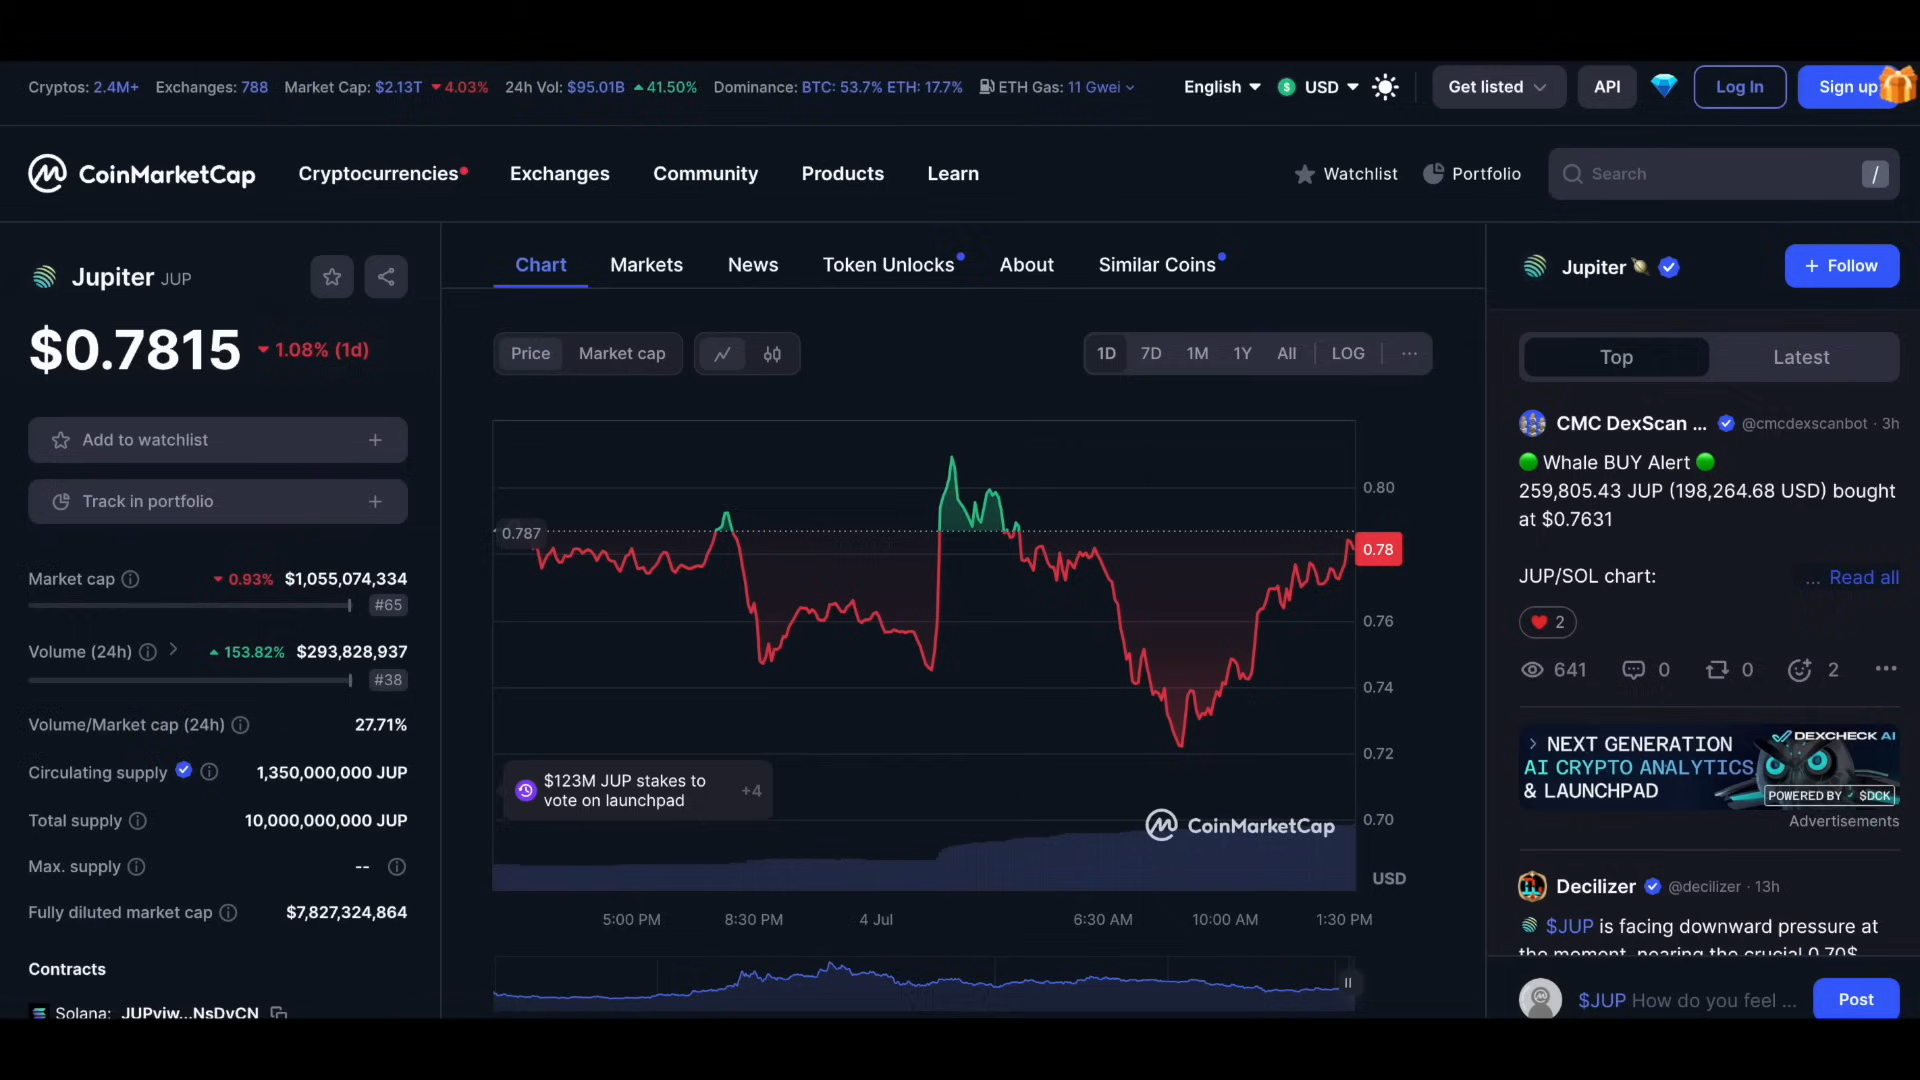 Cryptos: 2.4M+ Exchanges: 788 Market Cap: $2.13T 4.03% 24h Vol: $95.01B 41.50% Dominance: BTC: 53.7% ETH: 17.7% ETH Gas: 11 Gwei English USD Get listed API Log In Sign up
CoinMarketCap Cryptocurrencies Exchanges Community Products Learn Watchlist Portfolio Search /
Jupiter JUP
$0.7815 1.08% (1d)
Add to watchlist +
Track in portfolio +
Market cap 0.93% $1,055,074,334
#65
Volume (24h) 153.82% $293,828,937
#38
Volume/Market cap (24h) 27.71%
Circulating supply 1,350,000,000 JUP
Total supply 10,000,000,000 JUP
Max. supply --
Fully diluted market cap $7,827,324,864
Contracts
Solana: JUPyiw...NsDvCN
Chart Markets News Token Unlocks About Similar Coins
Price Market cap 1D 7D 1M 1Y All LOG ...
0.80
0.787
0.78
0.76
0.74
0.72
$123M JUP stakes to
vote on launchpad
+4
CoinMarketCap
0.70
USD
5:00 PM 8:30 PM 4 Jul 6:30 AM 10:00 AM 1:30 PM
Jupiter + Follow
Top Latest
CMC DexScan ... @cmcdexscanbot · 3h
Whale BUY Alert
259,805.43 JUP (198,264.68 USD) bought
at $0.7631
JUP/SOL chart: ... Read all
2
641 0 0 2 ...
NEXT GENERATION
AI CRYPTO ANALYTICS
& LAUNCHPAD
DEXCHECK AI
POWERED BY $DCK
Advertisements
Decilizer @decilizer · 13h
$JUP is facing downward pressure at
the moment, nearing the crucial 0.70$
$JUP How do you feel ... Post